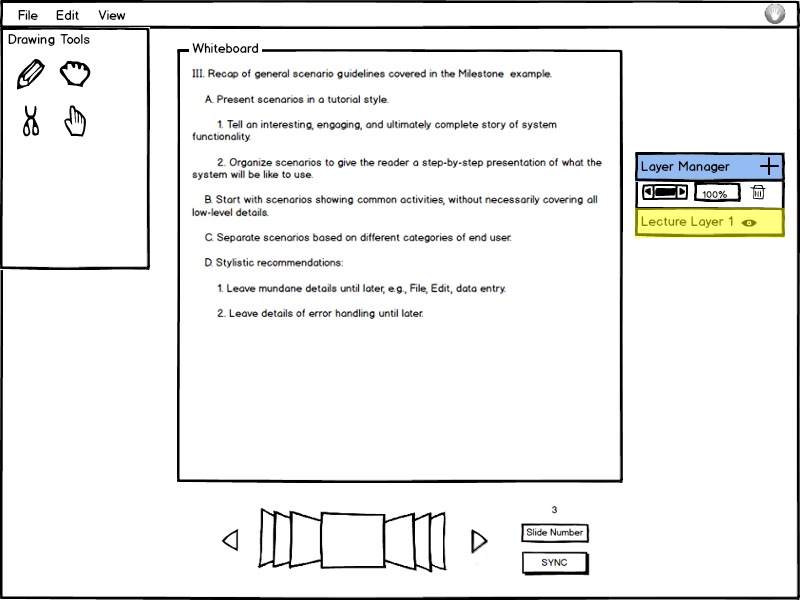 File Edit View
Drawing Tools
Whiteboard
III. Recap of general scenario guidelines covered in the Milestone example.
A. Present scenarios in a tutorial style.
1. Tell an interesting, engaging, and ultimately complete story of system
functionality.
2. Organize scenarios to give the reader a step-by-step presentation of what the
system will be like to use.
B. Start with scenarios showing common activities, without necessarily covering all
low-level details.
C. Separate scenarios based on different categories of end user.
D. Stylistic recommendations:
1. Leave mundane details until later, e.g., File, Edit, data entry.
2. Leave details of error handling until later.
Layer Manager
100%
Lecture Layer 1
3
Slide Number
SYNC